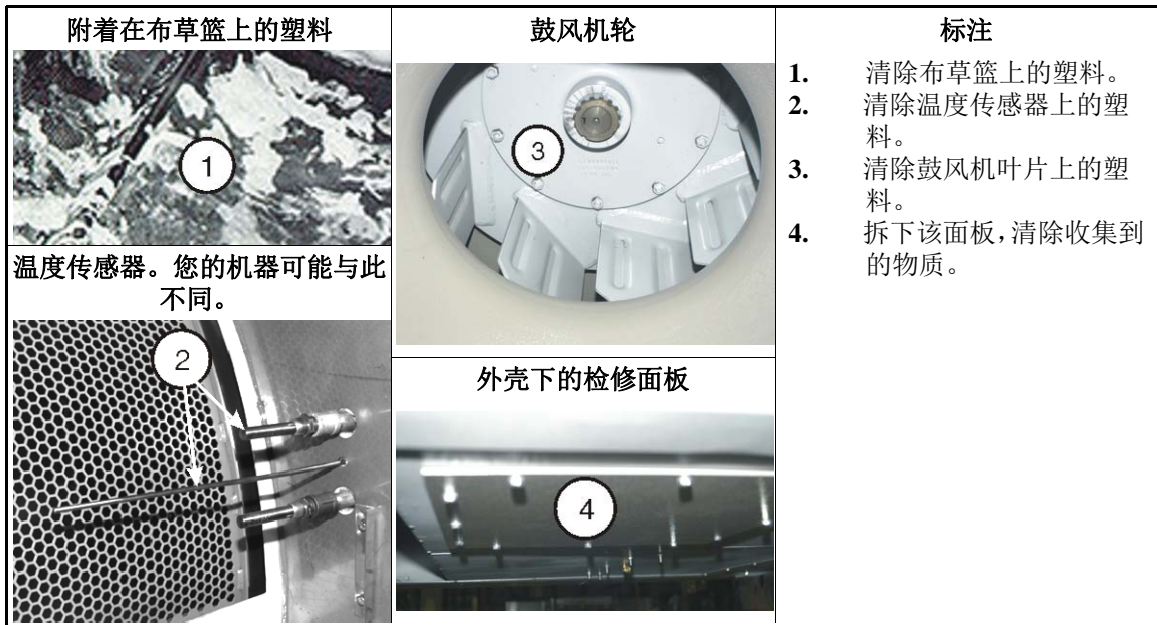 附着在布草篮上的塑料
1
温度传感器。您的机器可能与此
不同。
2
鼓风机轮
3
外壳下的检修面板
4
标注
1. 清除布草篮上的塑料。
2. 清除温度传感器上的塑
料。
3. 清除鼓风机叶片上的塑
料。
4. 拆下该面板，清除收集到
的物质。